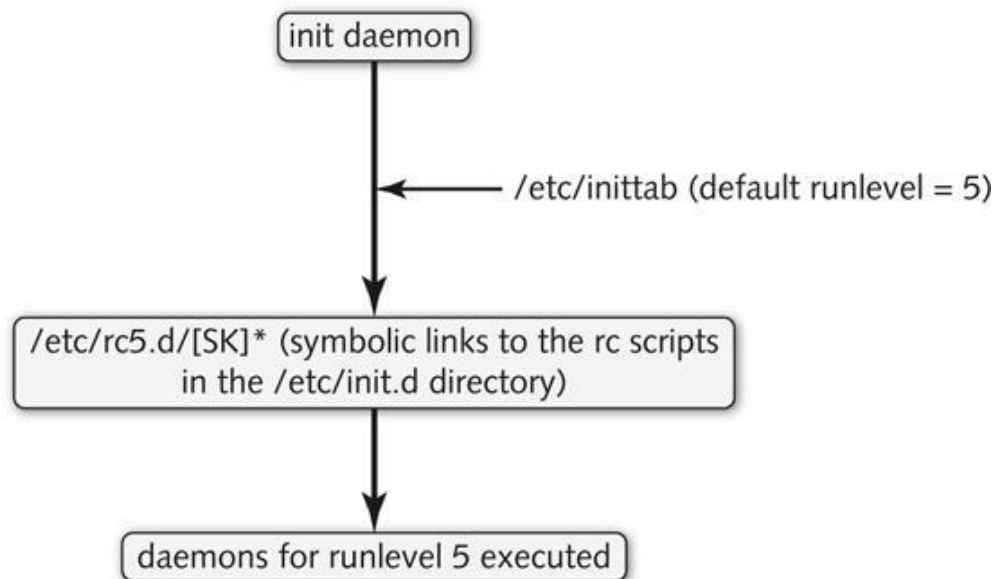 init daemon
/etc/inittab (default runlevel = 5)
/etc/rc5.d/[SK]* (symbolic links to the rc scripts
in the /etc/init.d directory)
daemons for runlevel 5 executed